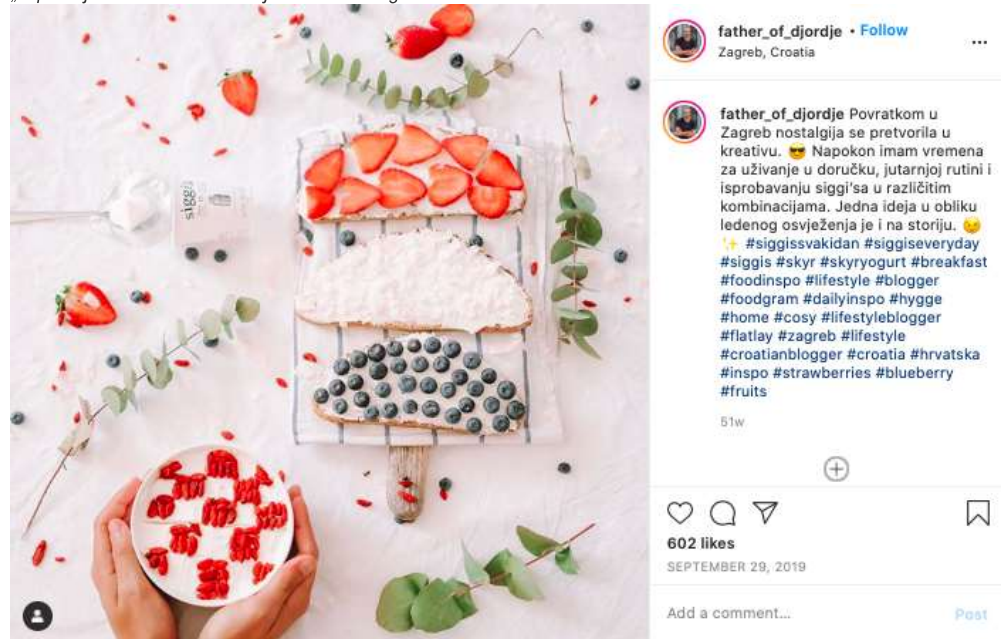 father_of_djordje • Follow
Zagreb, Croatia
father_of_djordje Povratkom u
Zagreb nostalgija se pretvorila u
kreativu. 😎 Napokon imam vremena
za uživanje u doručku, jutarnjoj rutini i
isprobavanju siggi'sa u različitim
kombinacijama. Jedna ideja u obliku
ledenog osvježenja je i na storiju. 😉
✨ #siggissvakidan #siggiseveryday
#siggis #skyr #skyryogurt #breakfast
#foodinspo #lifestyle #blogger
#foodgram #dailyinspo #hygge
#home #cosy #lifestyleblogger
#flatlay #zagreb #lifestyle
#croatianblogger #croatia #hrvatska
#inspo #strawberries #blueberry
#fruits
51w
602 likes
SEPTEMBER 29, 2019
Add a comment...
Post
siggi